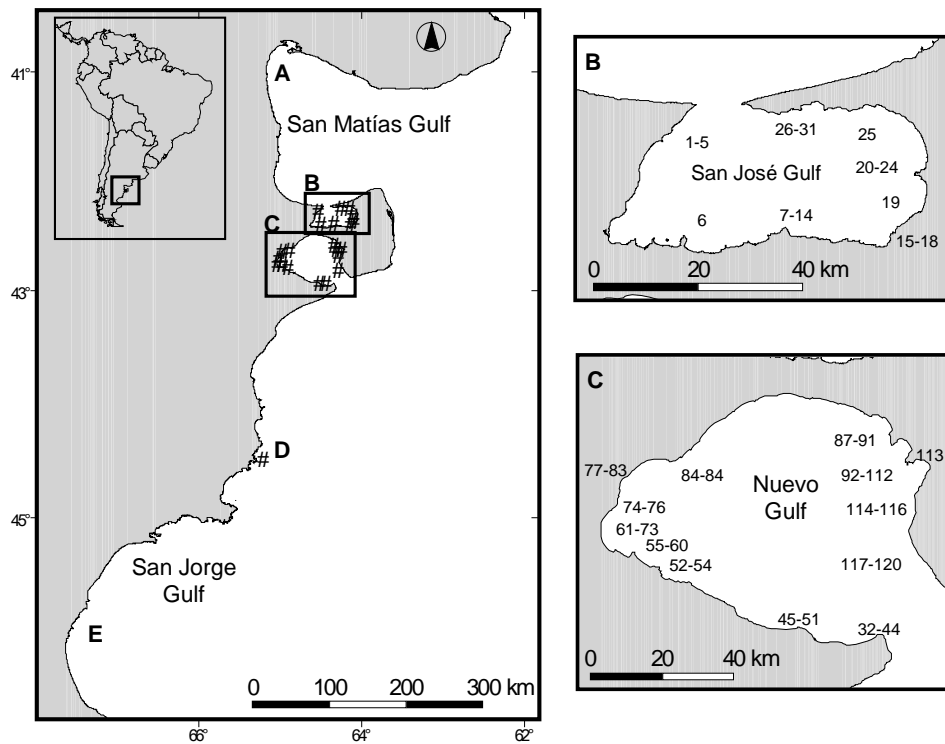 A
41°
San Matías Gulf
B
C
43°
D
45°
San Jorge
Gulf
E
0 100 200 300 km
66° 64° 62°
B
26-31 25
1-5
San José Gulf 20-24
19
6 7-14
15-18
0 20 40 km
C
87-91
113
77-83 84-84 92-112
Nuevo
Gulf
74-76 114-116
61-73
55-60
52-54 117-120
45-51 32-44
0 20 40 km